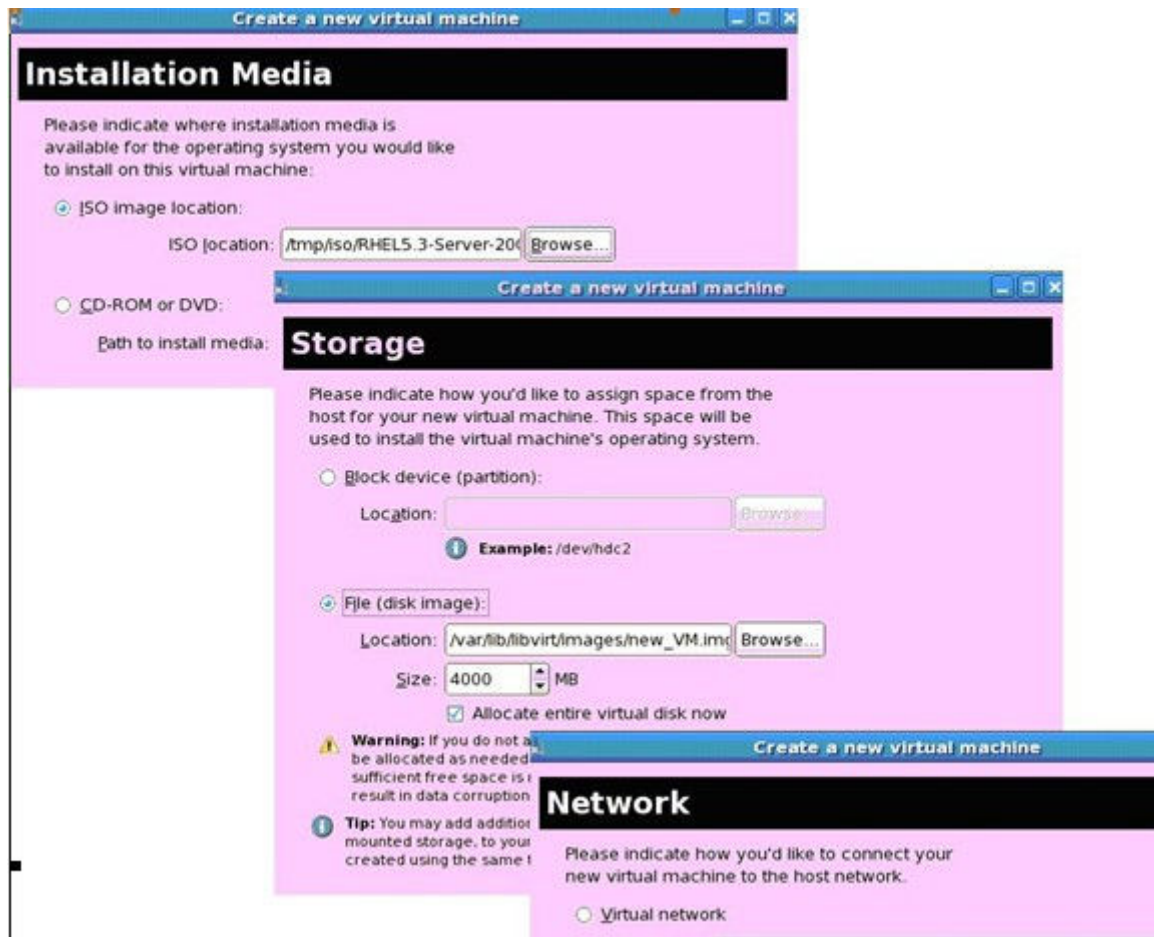 Create a new virtual machine
Installation Media
Please indicate where installation media is
available for the operating system you would like
to install on this virtual machine:
ISO image location:
ISO location: /tmp/iso/RHEL5.3-Server-200 Browse...
CD-ROM or DVD:
Path to install media:
Create a new virtual machine
Storage
Please indicate how you'd like to assign space from the
host for your new virtual machine. This space will be
used to install the virtual machine's operating system.
Block device (partition):
Location: Browse...
Example: /dev/hdc2
File (disk image):
Location: /var/lib/libvirt/images/new_VM.img Browse...
Size: 4000 MB
Allocate entire virtual disk now
Warning: If you do not a
be allocated as needed
sufficient free space is
result in data corruption
Tip: You may add addition
mounted storage, to your
created using the same
Create a new virtual machine
Network
Please indicate how you'd like to connect your
new virtual machine to the host network.
Virtual network